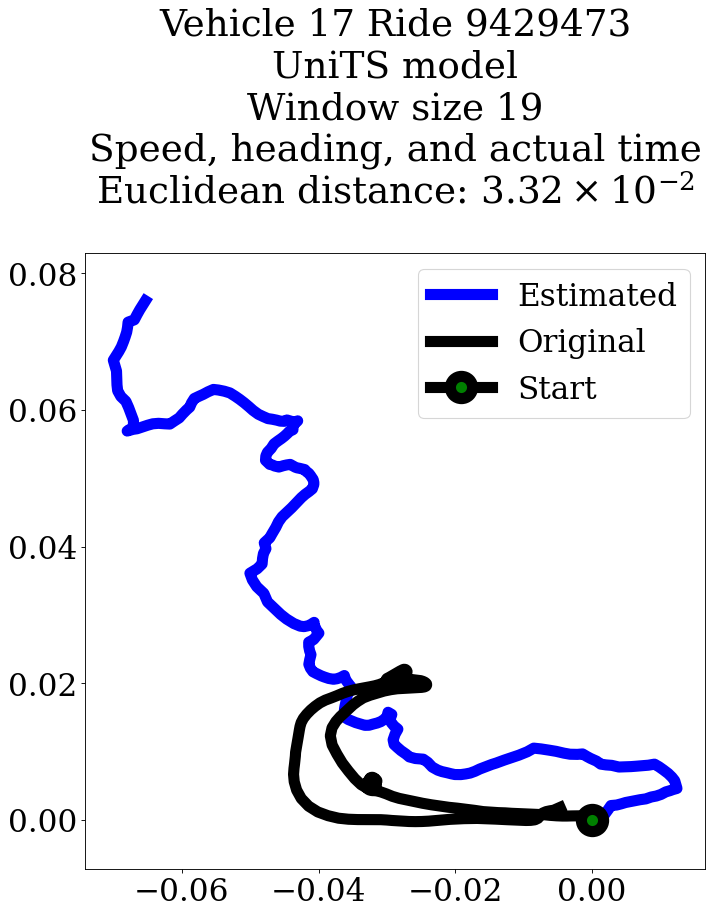 Vehicle 17 Ride 9429473
UniTS model
Window size 19
Speed, heading, and actual time
Euclidean distance: 3.32 × 10⁻²
Estimated
Original
Start
0.08
0.06
0.04
0.02
0.00
−0.06 −0.04 −0.02 0.00